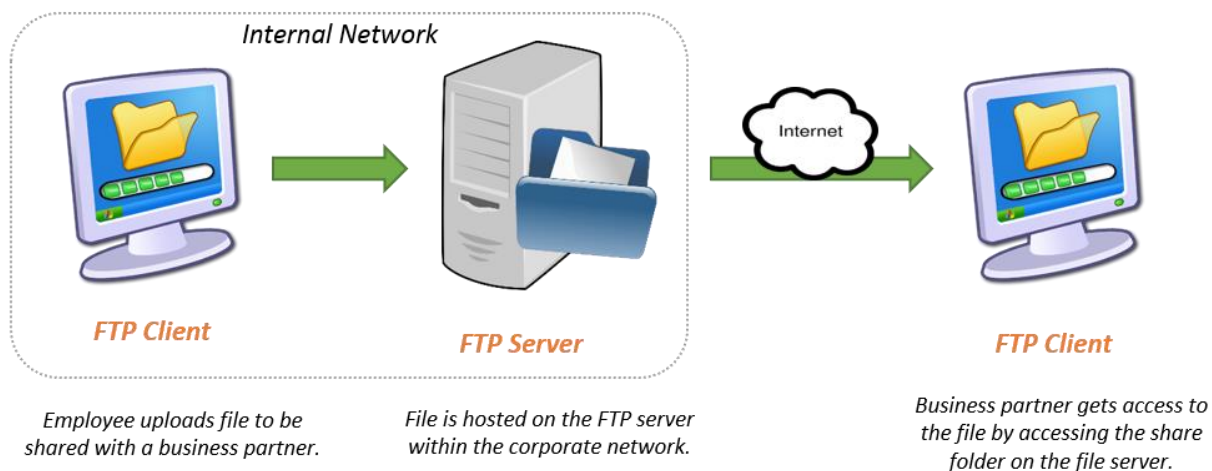 Internal Network
Internet
FTP Client
FTP Server
FTP Client
Employee uploads file to be
shared with a business partner.
File is hosted on the FTP server
within the corporate network.
Business partner gets access to
the file by accessing the share
folder on the file server.